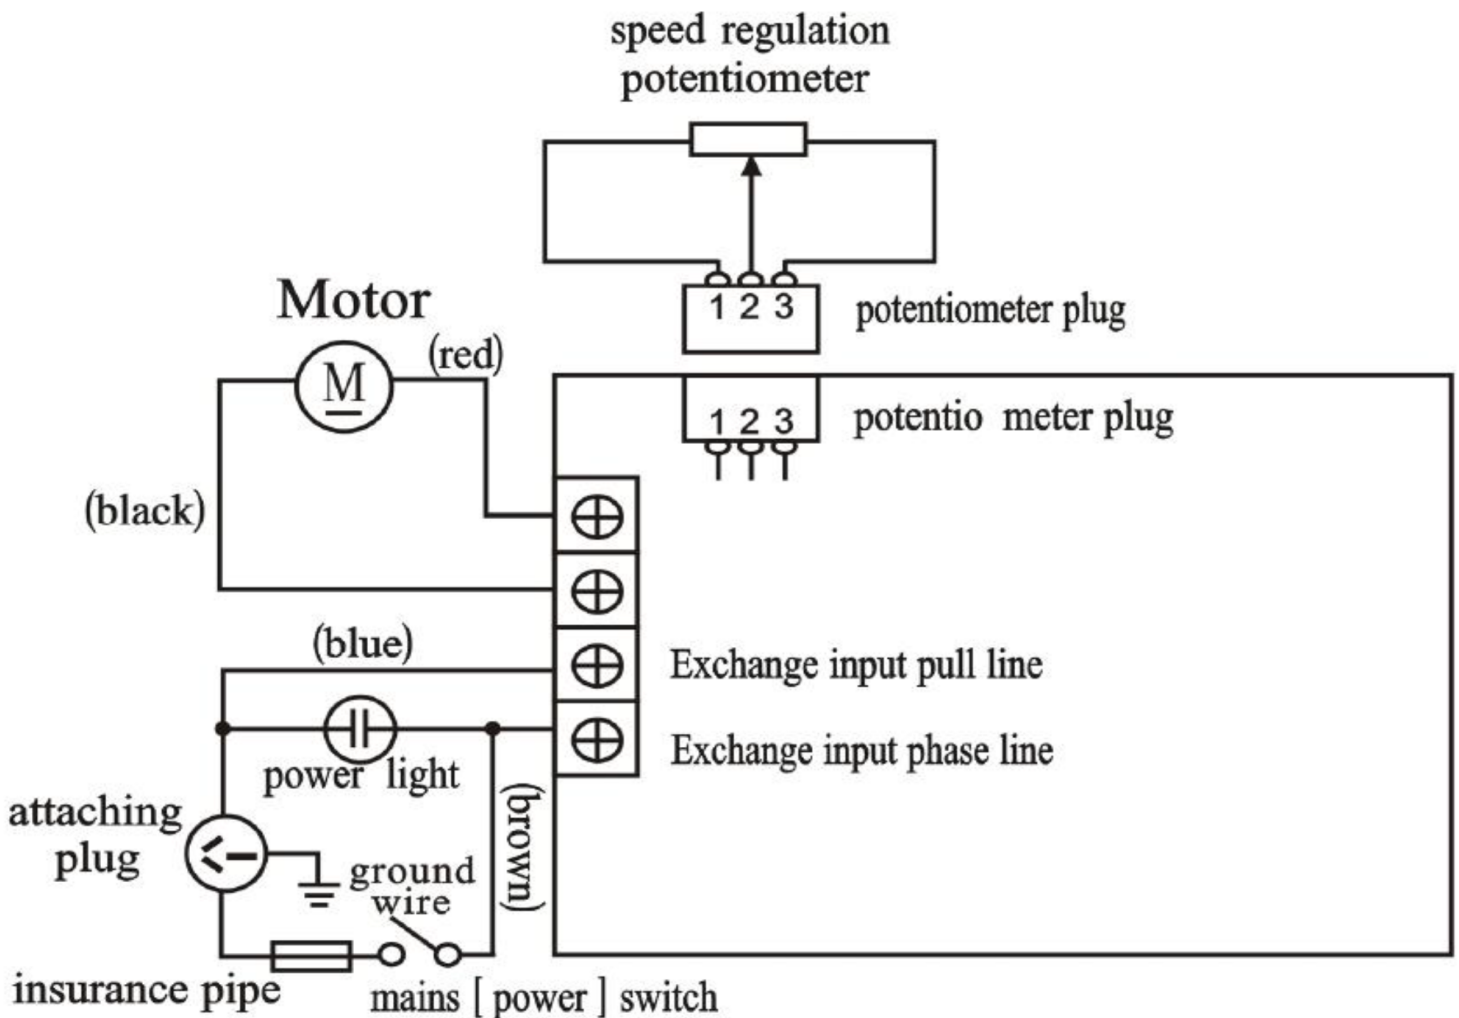 speed regulation
potentiometer
1 2 3
potentiometer plug
Motor
(red)
M
1 2 3
potentio meter plug
(black)
(blue)
Exchange input pull line
power light
Exchange input phase line
(brown)
attaching
plug
ground
wire
insurance pipe
mains [ power ] switch